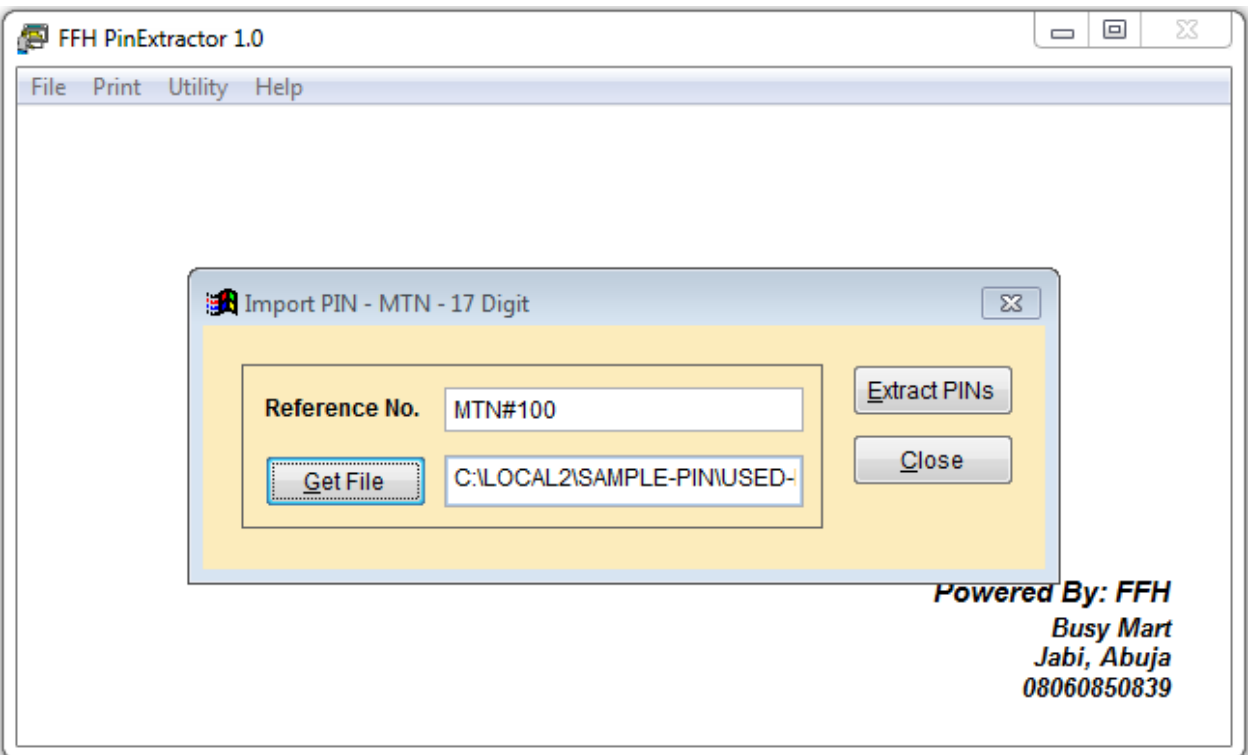 FFH PinExtractor 1.0
File Print Utility Help
Import PIN - MTN - 17 Digit
Reference No. MTN#100
Extract PINs
Get File C:\LOCAL2\SAMPLE-PIN\USED-
Close
Powered By: FFH
Busy Mart
Jabi, Abuja
08060850839